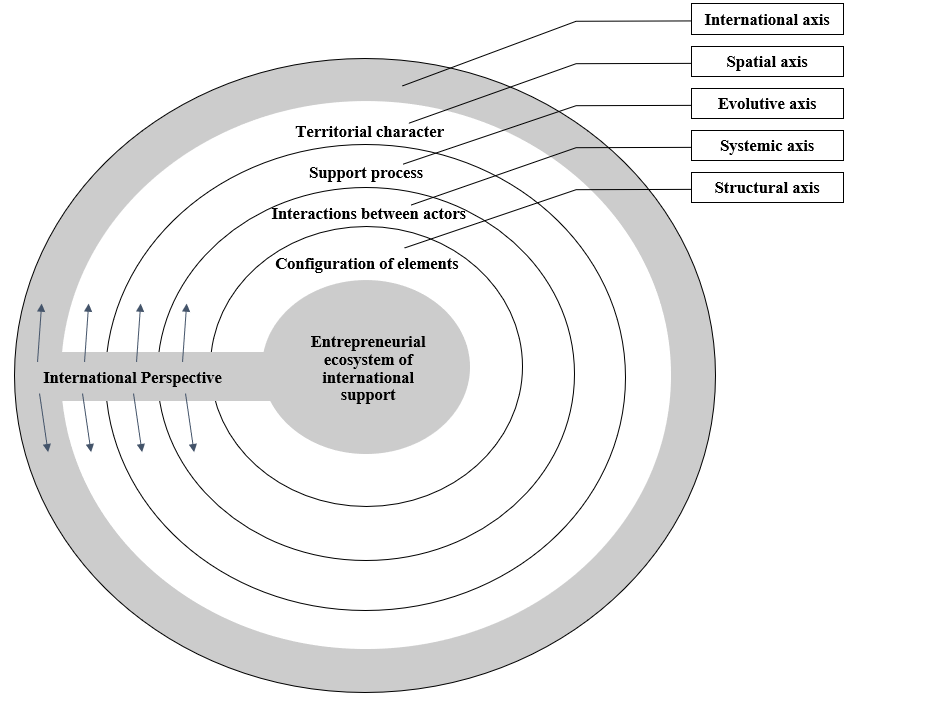 International axis
Spatial axis
Evolutive axis
Systemic axis
Structural axis
Territorial character
Support process
Interactions between actors
Configuration of elements
Entrepreneurial
ecosystem of
international
support
International Perspective